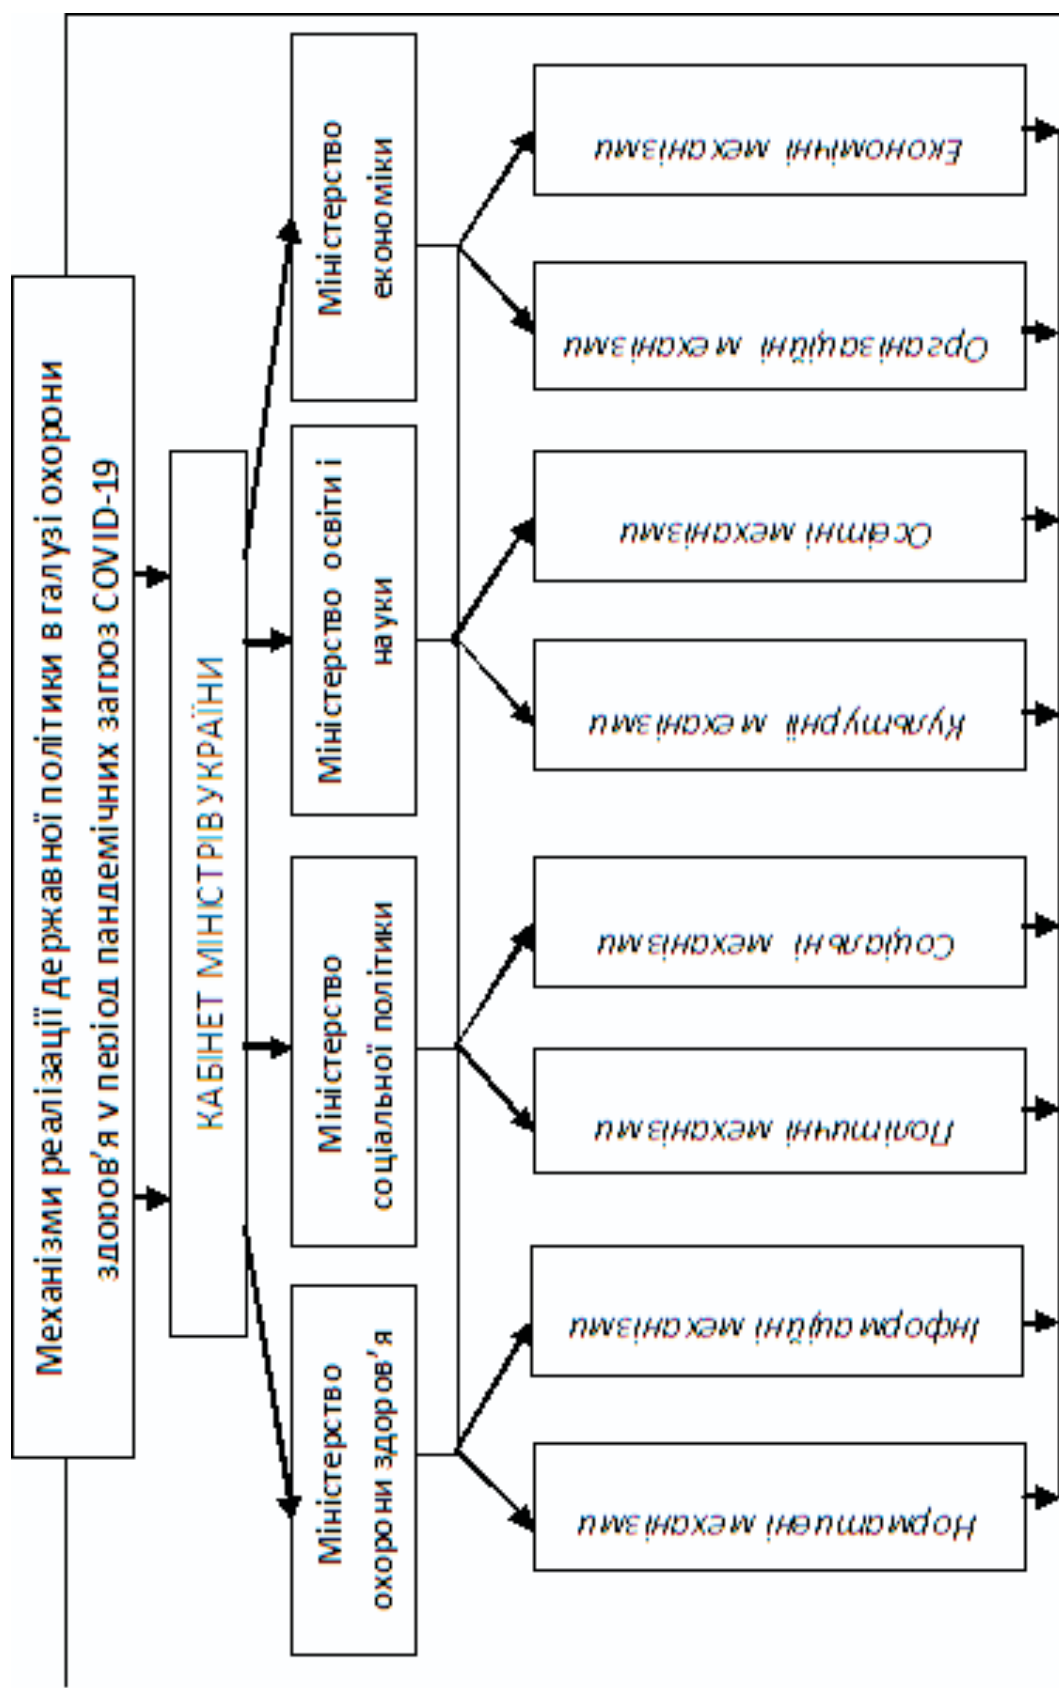 Механізми реалізації державної політики в галузі охорони
здоров'я у період пандемічних загроз COVID-19
КАБІНЕТ МІНІСТРІВ УКРАЇНИ
Міністерство
охорони здоров'я
Міністерство
соціальної політики
Міністерство освіти і
науки
Міністерство
економіки
Нормативні механізми
Інформаційні механізми
Політичні механізми
Соціальні механізми
Культурнії механізми
Освітні механізми
Організаційні механізми
Економічні механізми